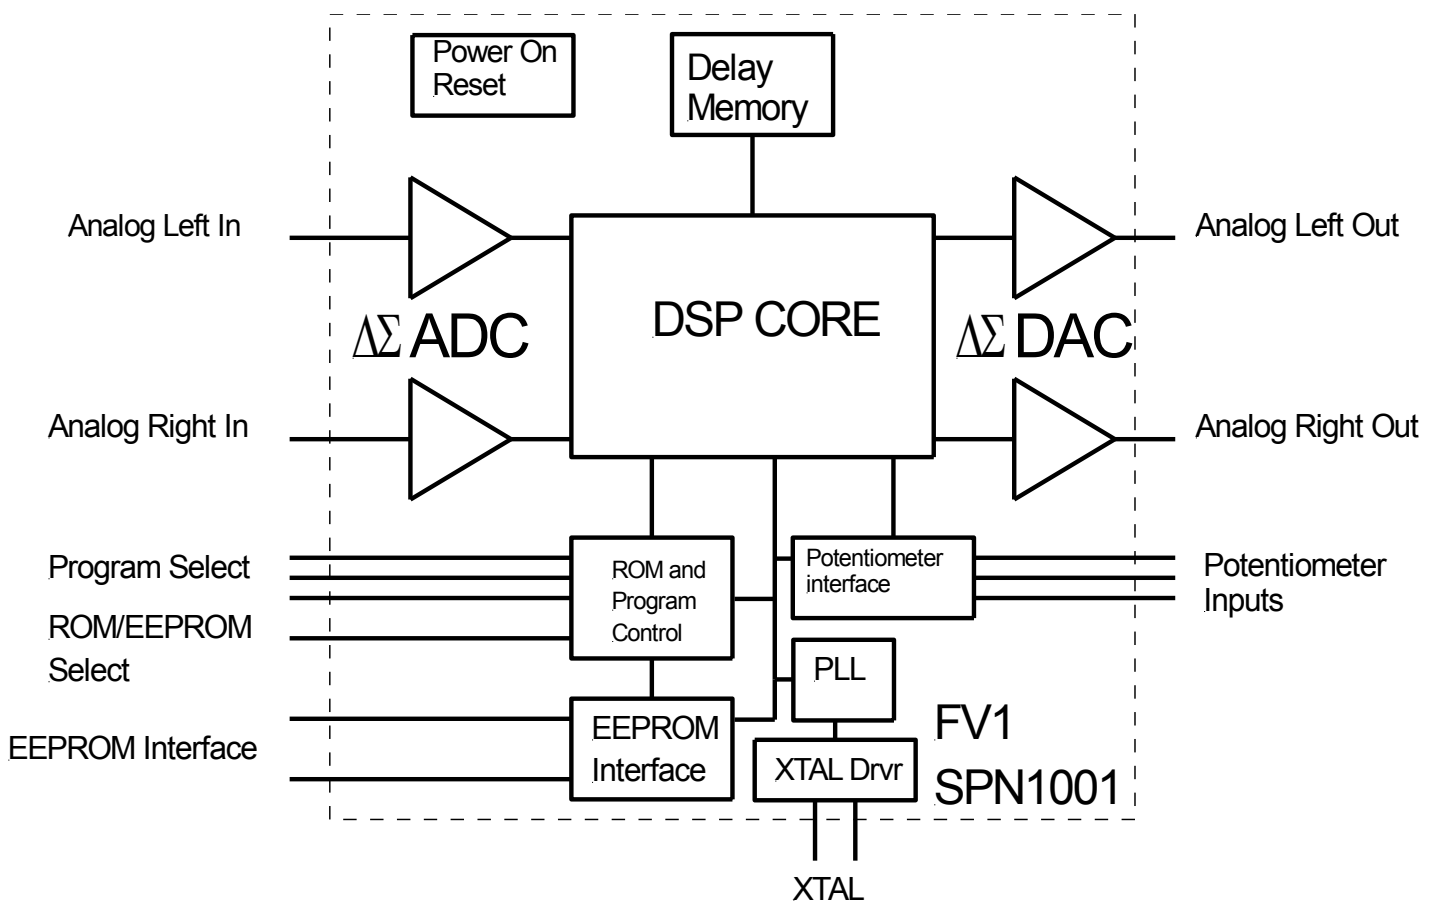 Power On
Reset
Delay
Memory
Analog Left In
Analog Left Out
DSP CORE
ΔΣ ADC
ΔΣ DAC
Analog Right In
Analog Right Out
Program Select
ROM/EEPROM
Select
ROM and
Program
Control
Potentiometer
interface
Potentiometer
Inputs
PLL
EEPROM Interface
EEPROM
Interface
XTAL Drvr
FV1
SPN1001
XTAL